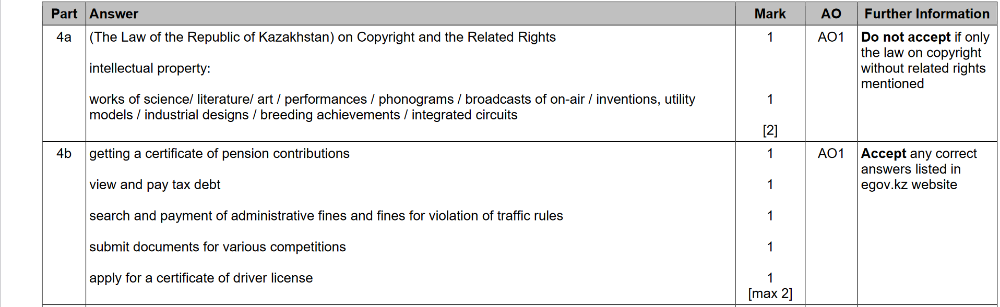 Part Answer Mark AO Further Information
4a (The Law of the Republic of Kazakhstan) on Copyright and the Related Rights 1 AO1 Do not accept if only
the law on copyright
intellectual property: without related rights
mentioned
works of science/ literature/ art / performances / phonograms / broadcasts of on-air / inventions, utility 1
models / industrial designs / breeding achievements / integrated circuits
[2]
4b getting a certificate of pension contributions 1 AO1 Accept any correct
answers listed in
view and pay tax debt 1 egov.kz website
search and payment of administrative fines and fines for violation of traffic rules 1
submit documents for various competitions 1
apply for a certificate of driver license 1
[max 2]